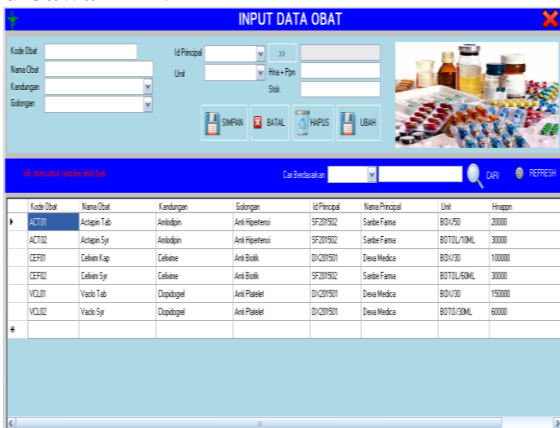 INPUT DATA OBAT
Kode Obat
Id Principal
>>
Nama Obat
Unit
Hna + Ppn
Kandungan
Stok
Golongan
SIMPAN BATAL HAPUS UBAH
Cari Berdasarkan
CARI REFRESH
Kode Obat Nama Obat Kandungan Golongan Id Principal Nama Principal Unit Hnappn
ACT01 Actapin Tab Amlodipin Anti Hipertensi SF201502 Sanbe Farma BOX/50 20000
ACT02 Actapin Syr Amlodipin Anti Hipertensi SF201502 Sanbe Farma BOTOL/10ML 30000
CEF01 Cefixim Kap Cefixime Anti Biotik DX201501 Dexa Medica BOX/30 100000
CEF02 Cefixim Syr Cefixime Anti Biotik SF201502 Sanbe Farma BOTOL/60ML 30000
VCL01 Vaclo Tab Clopidogrel Anti Platelet DX201501 Dexa Medica BOX/30 150000
VCL02 Vaclo Syr Clopidogrel Anti Platelet DX201501 Dexa Medica BOTO/30ML 60000